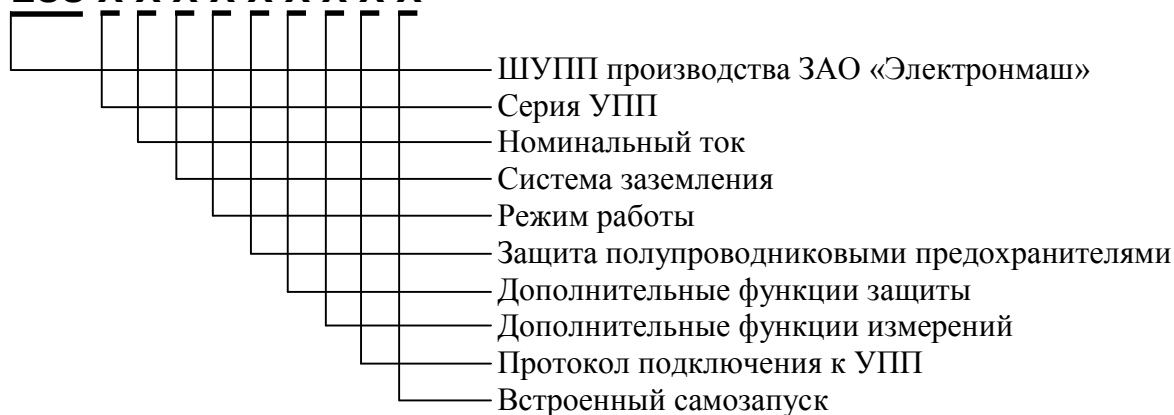 ШУПП производства ЗАО «Электронмаш»
Серия УПП
Номинальный ток
Система заземления
Режим работы
Защита полупроводниковыми предохранителями
Дополнительные функции защиты
Дополнительные функции измерений
Протокол подключения к УПП
Встроенный самозапуск